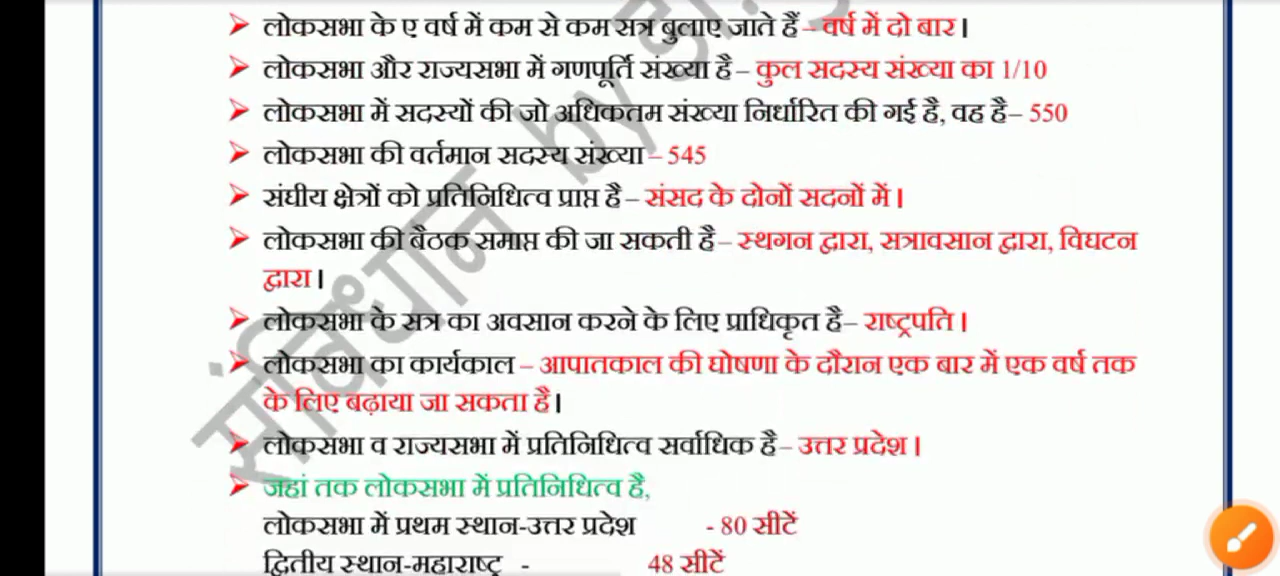 लोकसभा के ए वर्ष में कम से कम सत्र बुलाए जाते हैं – वर्ष में दो बार।
लोकसभा और राज्यसभा में गणपूर्ति संख्या है – कुल सदस्य संख्या का 1/10
लोकसभा में सदस्यों की जो अधिकतम संख्या निर्धारित की गई है, वह है – 550
लोकसभा की वर्तमान सदस्य संख्या – 545
संघीय क्षेत्रों को प्रतिनिधित्व प्राप्त है – संसद के दोनों सदनों में।
लोकसभा की बैठक समाप्त की जा सकती है – स्थगन द्वारा, सत्रावसान द्वारा, विघटन
द्वारा।
लोकसभा के सत्र का अवसान करने के लिए प्राधिकृत है – राष्ट्रपति।
लोकसभा का कार्यकाल – आपातकाल की घोषणा के दौरान एक बार में एक वर्ष तक
के लिए बढ़ाया जा सकता है।
लोकसभा व राज्यसभा में प्रतिनिधित्व सर्वाधिक है – उत्तर प्रदेश।
जहां तक लोकसभा में प्रतिनिधित्व है,
लोकसभा में प्रथम स्थान-उत्तर प्रदेश - 80 सीटें
द्वितीय स्थान-महाराष्ट्र - 48 सीटें
संविधान by